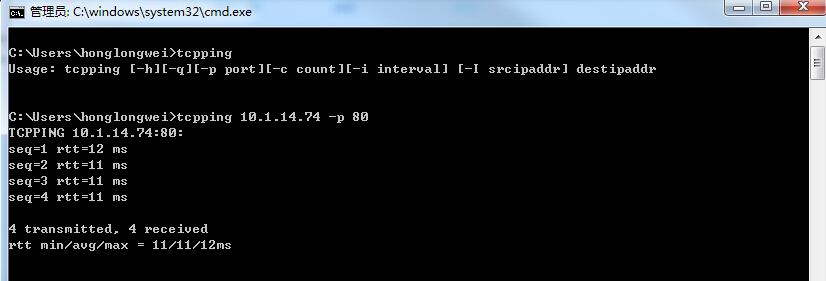 管理员: C:\windows\system32\cmd.exe
C:\Users\honglongwei>tcpping
Usage: tcpping [-h][-q][-p port][-c count][-i interval] [-I srcipaddr] destipaddr
C:\Users\honglongwei>tcpping 10.1.14.74 -p 80
TCPPING 10.1.14.74:80:
seq=1 rtt=12 ms
seq=2 rtt=11 ms
seq=3 rtt=11 ms
seq=4 rtt=11 ms
4 transmitted, 4 received
rtt min/avg/max = 11/11/12ms